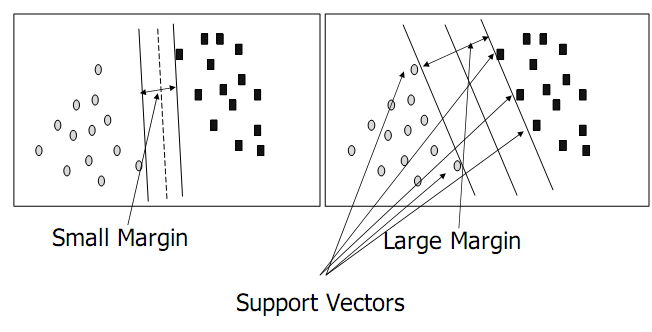 Small Margin
Large Margin
Support Vectors